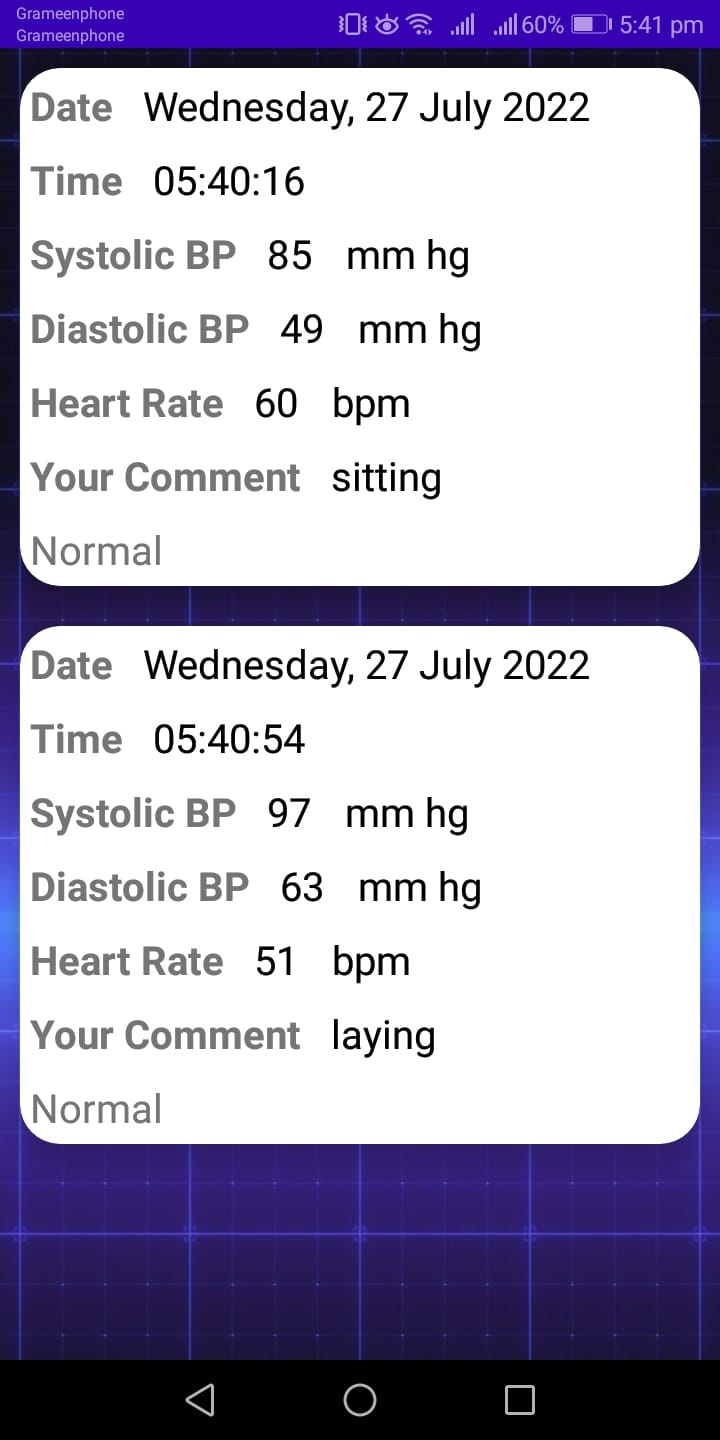 Grameenphone
Grameenphone
60% 5:41 pm
Date Wednesday, 27 July 2022
Time 05:40:16
Systolic BP 85 mm hg
Diastolic BP 49 mm hg
Heart Rate 60 bpm
Your Comment sitting
Normal
Date Wednesday, 27 July 2022
Time 05:40:54
Systolic BP 97 mm hg
Diastolic BP 63 mm hg
Heart Rate 51 bpm
Your Comment laying
Normal